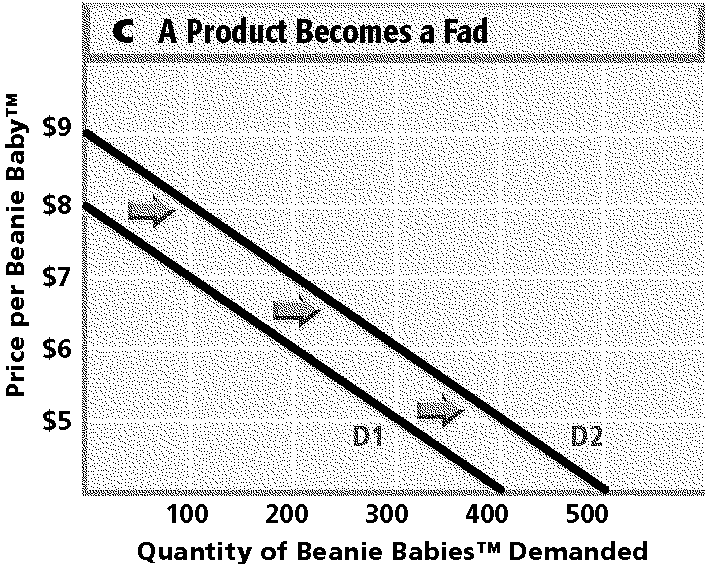 C A Product Becomes a Fad
Price per Beanie Baby™
$9
$8
$7
$6
$5
D1
D2
100 200 300 400 500
Quantity of Beanie Babies™ Demanded